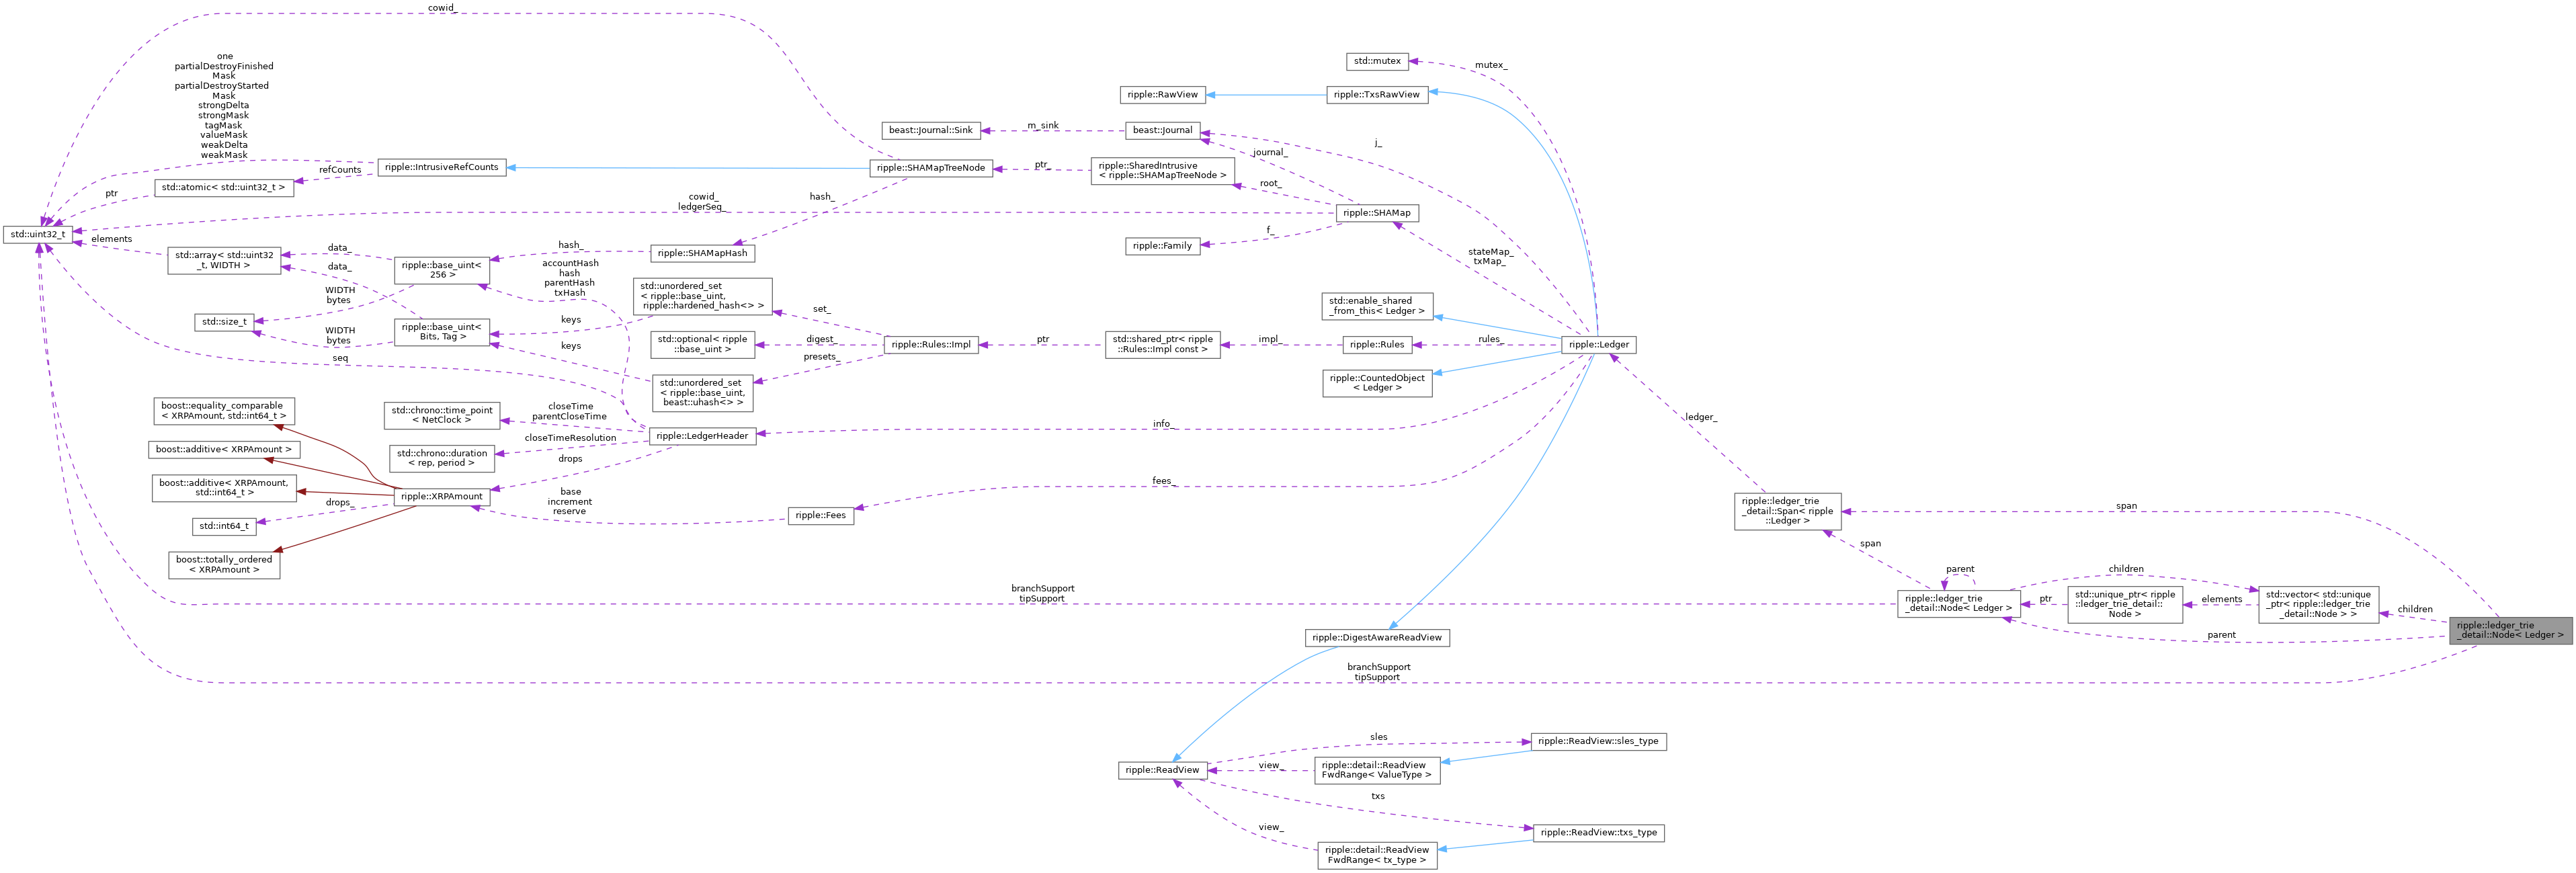 cowid_
one
partialDestroyFinished
Mask
partialDestroyStarted
Mask
strongDelta
strongMask
tagMask
valueMask
weakDelta
weakMask
std::mutex
mutex_
ripple::RawView
ripple::TxsRawView
beast::Journal::Sink
m_sink
beast::Journal
j_
journal_
ripple::IntrusiveRefCounts
refCounts
ripple::SHAMapTreeNode
ptr_
ripple::SharedIntrusive
< ripple::SHAMapTreeNode >
root_
std::atomic< std::uint32_t >
ptr
hash_
cowid_
ledgerSeq_
ripple::SHAMap
std::uint32_t
elements
std::array< std::uint32
_t, WIDTH >
data_
data_
ripple::base_uint<
256 >
hash_
ripple::SHAMapHash
ripple::Family
f_
stateMap_
txMap_
accountHash
hash
parentHash
txHash
WIDTH
bytes
std::size_t
WIDTH
bytes
ripple::base_uint<
Bits, Tag >
keys
keys
std::unordered_set
< ripple::base_uint,
ripple::hardened_hash<> >
set_
std::optional< ripple
::base_uint >
digest_
presets_
std::unordered_set
< ripple::base_uint,
beast::uhash<> >
ripple::Rules::Impl
ptr
std::shared_ptr< ripple
::Rules::Impl const >
impl_
ripple::Rules
rules_
std::enable_shared
_from_this< Ledger >
ripple::Ledger
ripple::CountedObject
< Ledger >
seq
boost::equality_comparable
< XRPAmount, std::int64_t >
std::chrono::time_point
< NetClock >
closeTime
parentCloseTime
ripple::LedgerHeader
info_
ledger_
closeTimeResolution
boost::additive< XRPAmount >
std::chrono::duration
< rep, period >
drops
boost::additive< XRPAmount,
std::int64_t >
ripple::XRPAmount
drops_
std::int64_t
base
increment
reserve
ripple::Fees
fees_
boost::totally_ordered
< XRPAmount >
ripple::ledger_trie
_detail::Span< ripple
::Ledger >
span
span
parent
children
branchSupport
tipSupport
ripple::ledger_trie
_detail::Node< Ledger >
ptr
std::unique_ptr< ripple
::ledger_trie_detail::
Node >
elements
std::vector< std::unique
_ptr< ripple::ledger_trie
_detail::Node > >
children
parent
ripple::ledger_trie
_detail::Node< Ledger >
ripple::DigestAwareReadView
branchSupport
tipSupport
ripple::ReadView
sles
ripple::ReadView::sles_type
view_
ripple::detail::ReadView
FwdRange< ValueType >
txs
ripple::ReadView::txs_type
view_
ripple::detail::ReadView
FwdRange< tx_type >